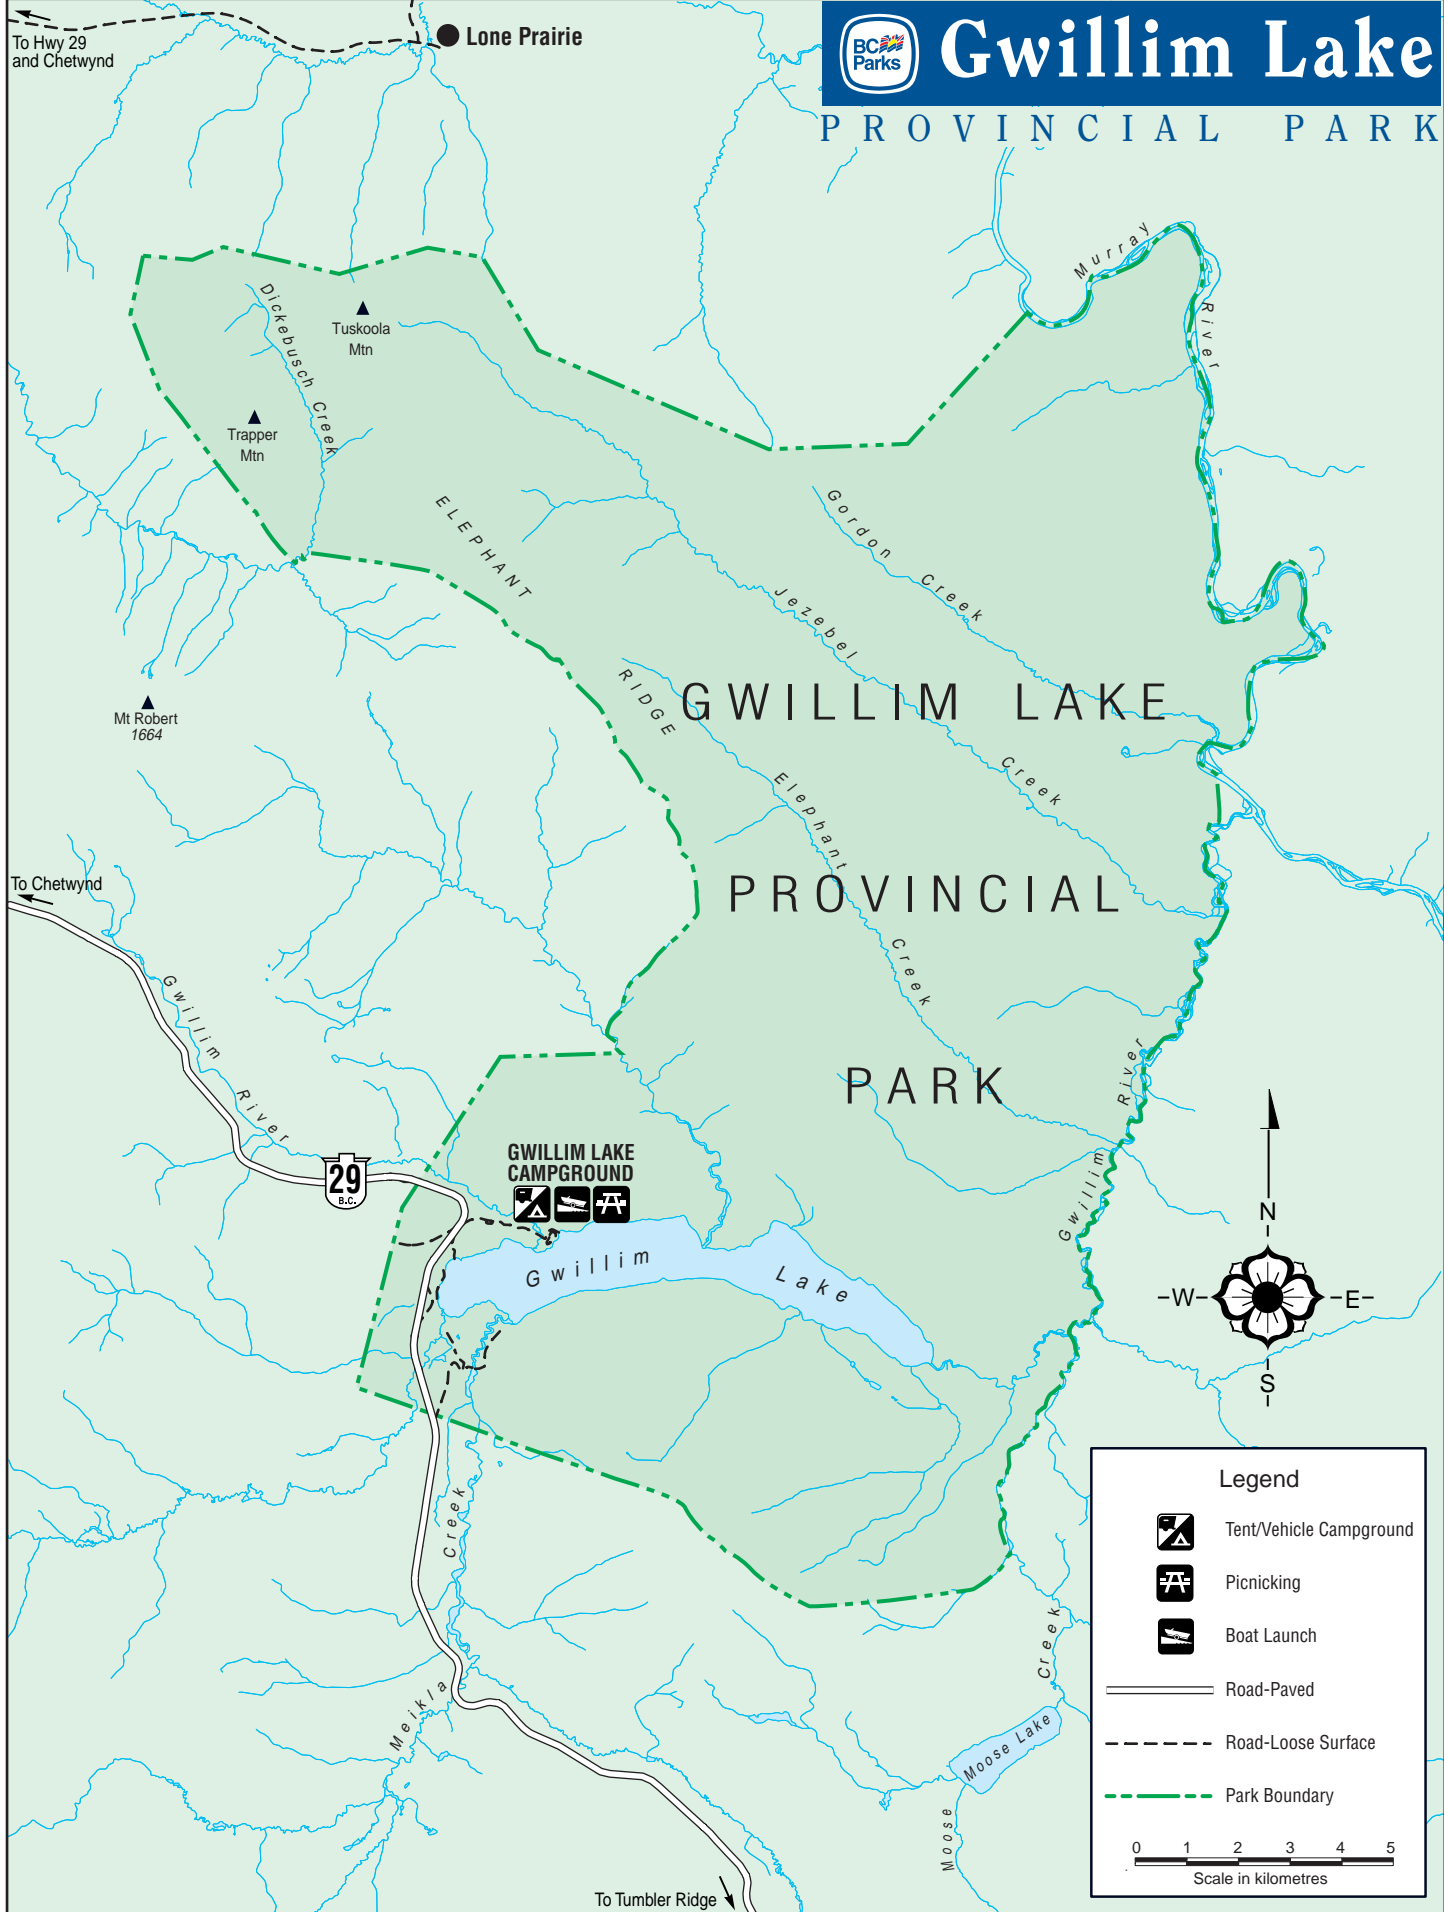 To Hwy 29
and Chetwynd
Lone Prairie
BC
Parks
Gwillim Lake
PROVINCIAL PARK
Murray
River
Dickebusch Creek
Tuskoola
Mtn
Trapper
Mtn
ELEPHANT
RIDGE
Gordon
Creek
Jezebel
Creek
Mt Robert
1664
GWILLIM LAKE
PROVINCIAL
PARK
Elephant
Creek
To Chetwynd
Gwillim
River
Gwillim
River
29
B.C.
GWILLIM LAKE
CAMPGROUND
Gwillim
Lake
N
W
E
S
Creek
Meikla
Creek
Moose Lake
Moose
To Tumbler Ridge
Legend
Tent/Vehicle Campground
Picnicking
Boat Launch
Road-Paved
Road-Loose Surface
Park Boundary
0 1 2 3 4 5
Scale in kilometres